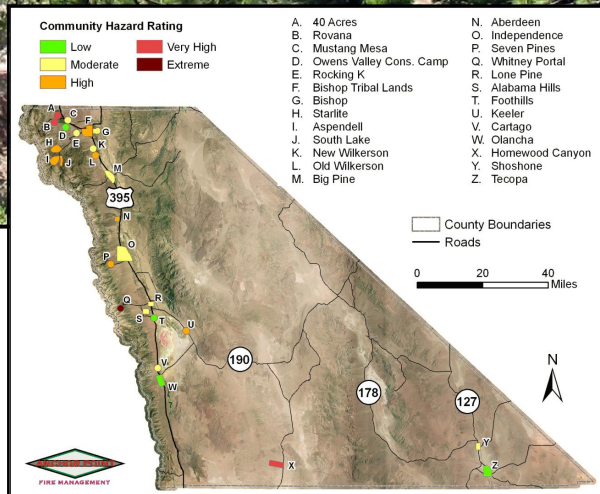 Community Hazard Rating
Low
Moderate
High
Very High
Extreme
A. 40 Acres
B. Rovana
C. Mustang Mesa
D. Owens Valley Cons. Camp
E. Rocking K
F. Bishop Tribal Lands
G. Bishop
H. Starlite
I. Aspendell
J. South Lake
K. New Wilkerson
L. Old Wilkerson
M. Big Pine
N. Aberdeen
O. Independence
P. Seven Pines
Q. Whitney Portal
R. Lone Pine
S. Alabama Hills
T. Foothills
U. Keeler
V. Cartago
W. Olancha
X. Homewood Canyon
Y. Shoshone
Z. Tecopa
County Boundaries
Roads
0 20 40
Miles
N
A
B
C
D
E
F
G
H
I
J
K
L
M
395
N
O
P
Q
R
S
T
U
V
W
190
178
127
X
Y
Z
FIRE MANAGEMENT